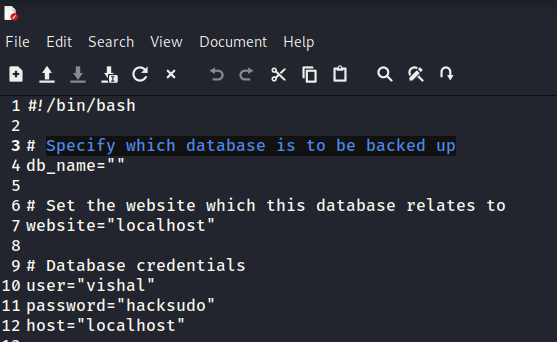 File Edit Search View Document Help
1 #!/bin/bash
2
3 # Specify which database is to be backed up
4 db_name=""
5
6 # Set the website which this database relates to
7 website="localhost"
8
9 # Database credentials
10 user="vishal"
11 password="hacksudo"
12 host="localhost"